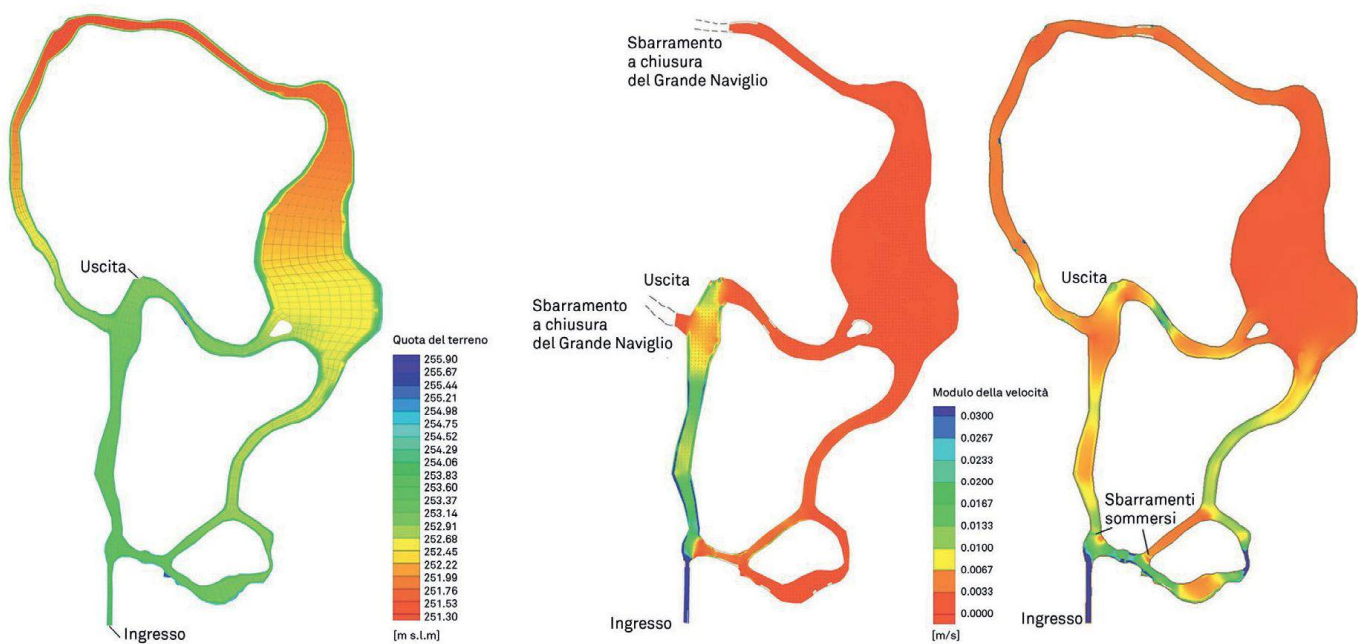 Uscita
Ingresso
Quota del terreno
255.90
255.67
255.44
255.21
254.98
254.75
254.52
254.29
254.06
253.83
253.60
253.37
253.14
252.91
252.68
252.45
252.22
251.99
251.76
251.53
251.30
[m s.l.m]
Sbarramento
a chiusura
del Grande Naviglio
Uscita
Sbarramento
a chiusura
del Grande Naviglio
Ingresso
Modulo della velocità
0.0300
0.0267
0.0233
0.0200
0.0167
0.0133
0.0100
0.0067
0.0033
0.0000
[m/s]
Uscita
Sbarramenti
sommersi
Ingresso